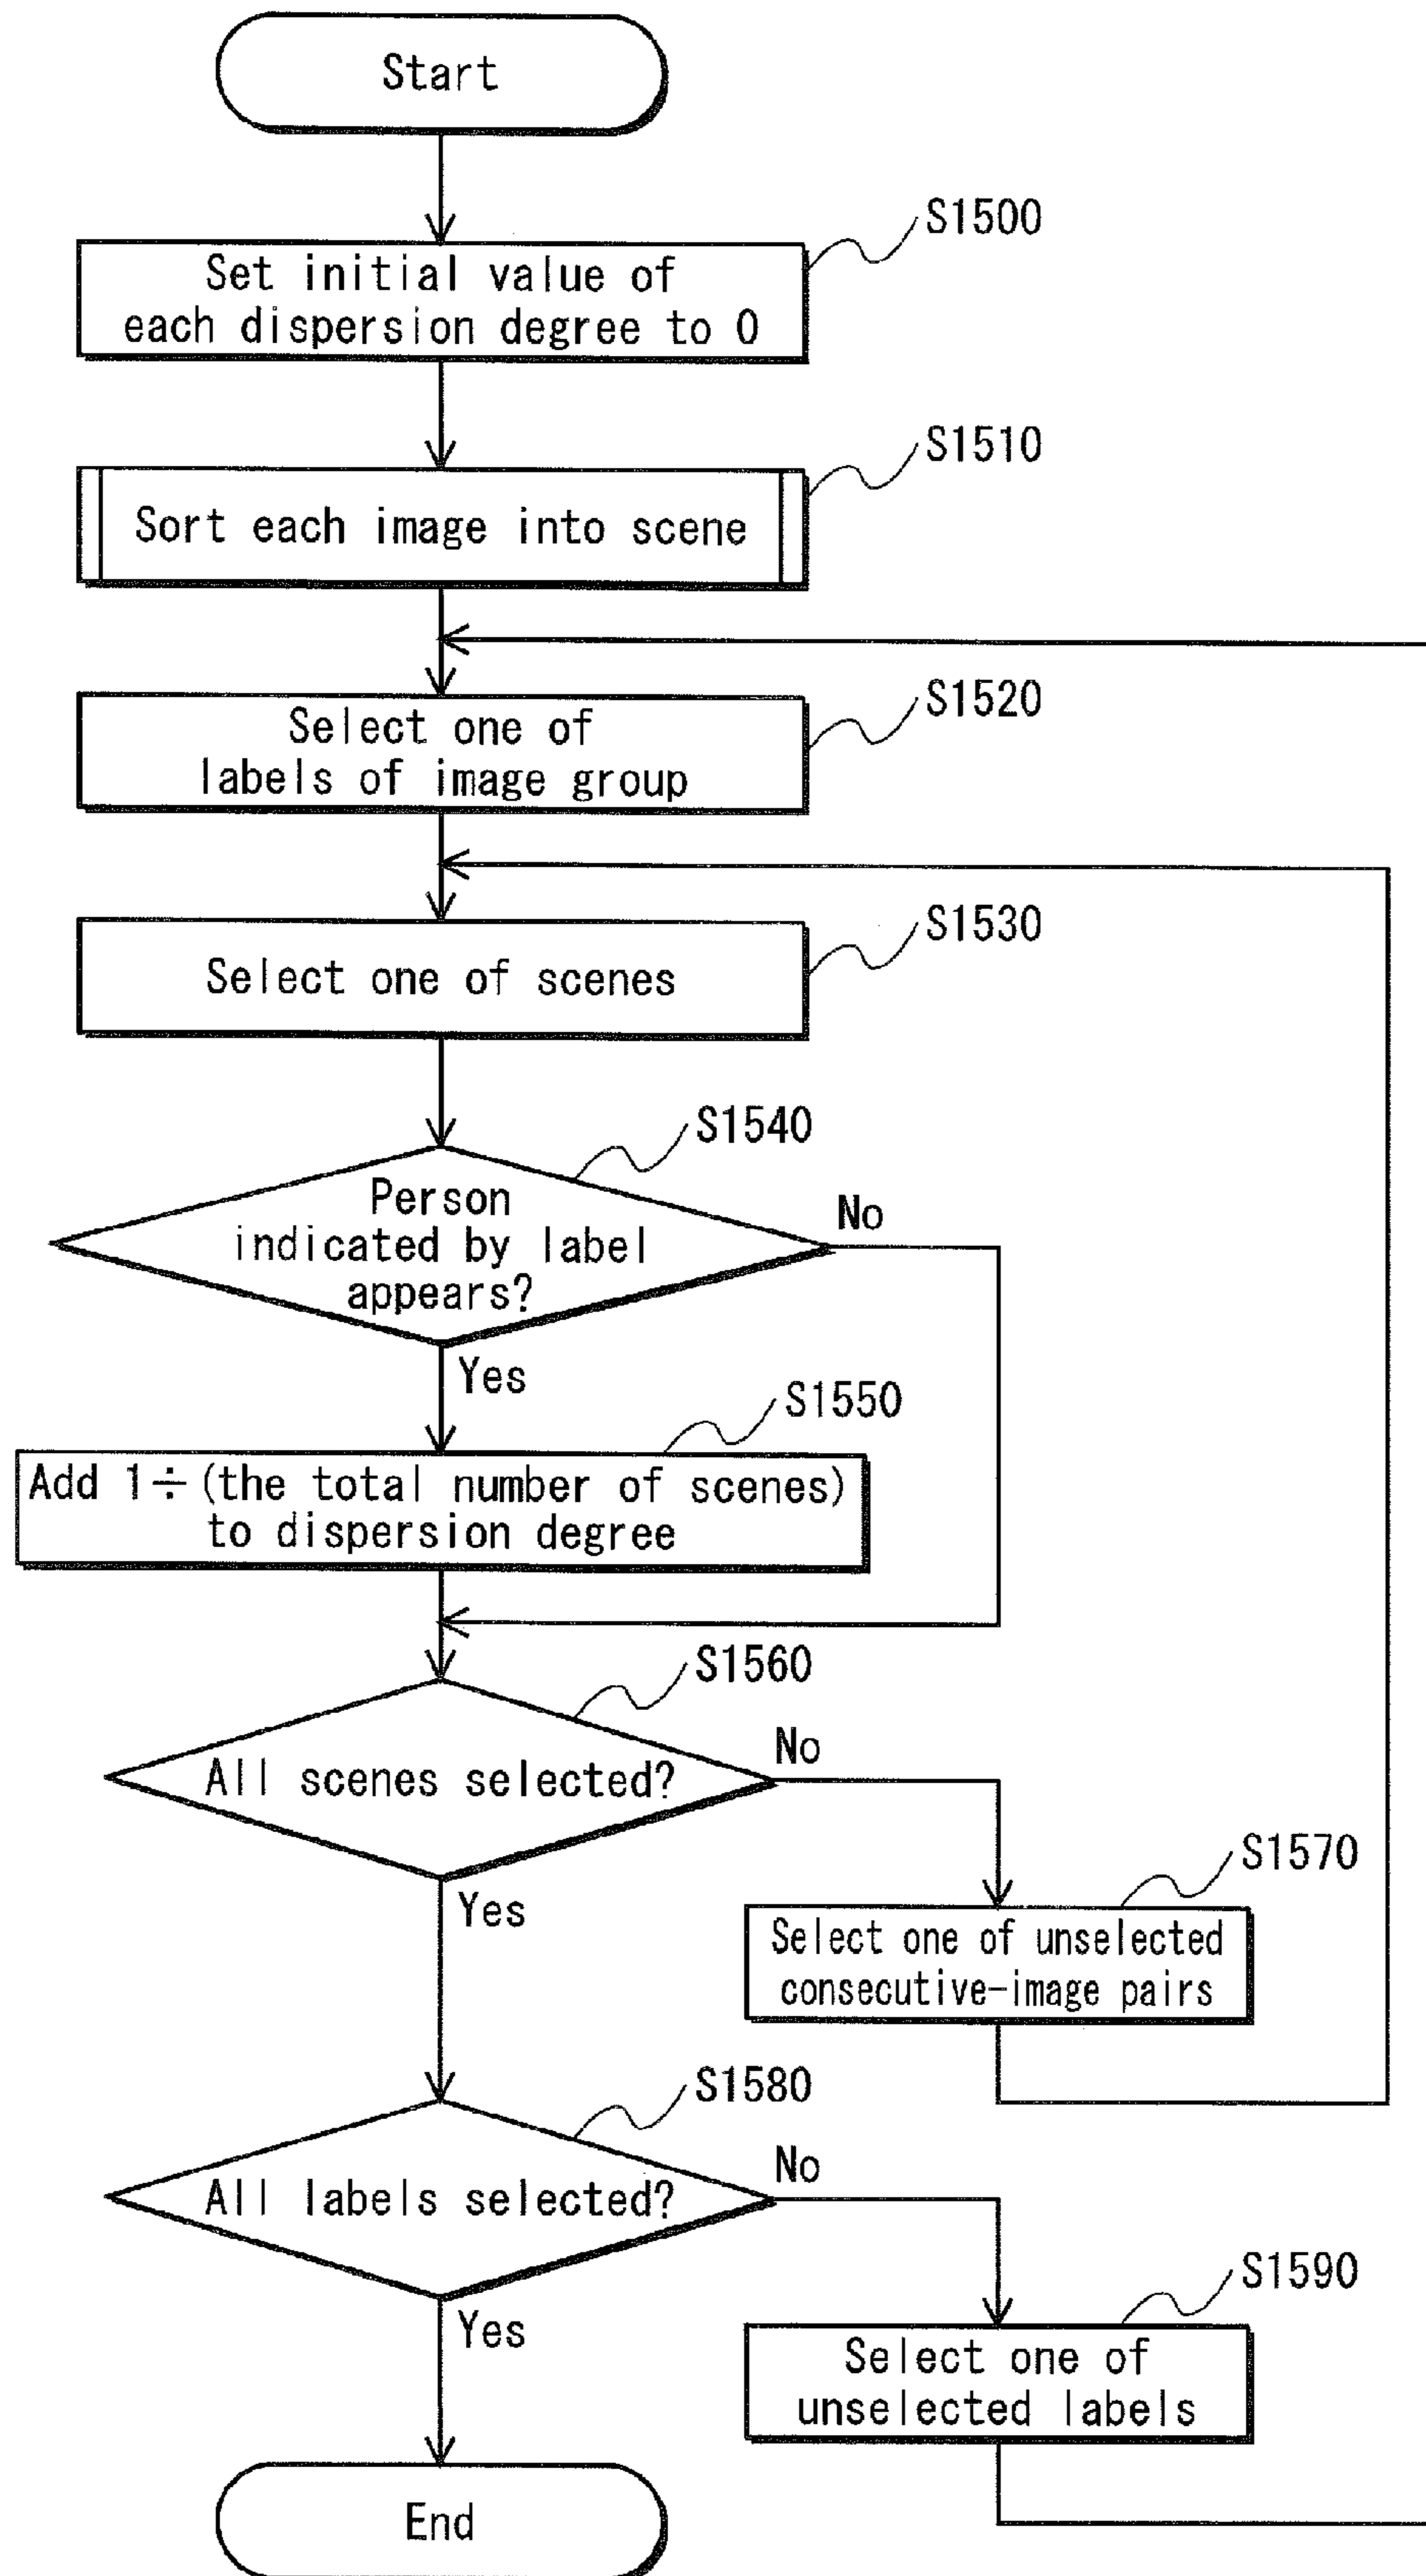 Start
S1500
Set initial value of
each dispersion degree to 0
S1510
Sort each image into scene
S1520
Select one of
labels of image group
S1530
Select one of scenes
S1540
Person
indicated by label
appears?
No
Yes
S1550
Add 1÷(the total number of scenes)
to dispersion degree
S1560
All scenes selected?
No
Yes
S1570
Select one of unselected
consecutive-image pairs
S1580
All labels selected?
No
Yes
S1590
Select one of
unselected labels
End